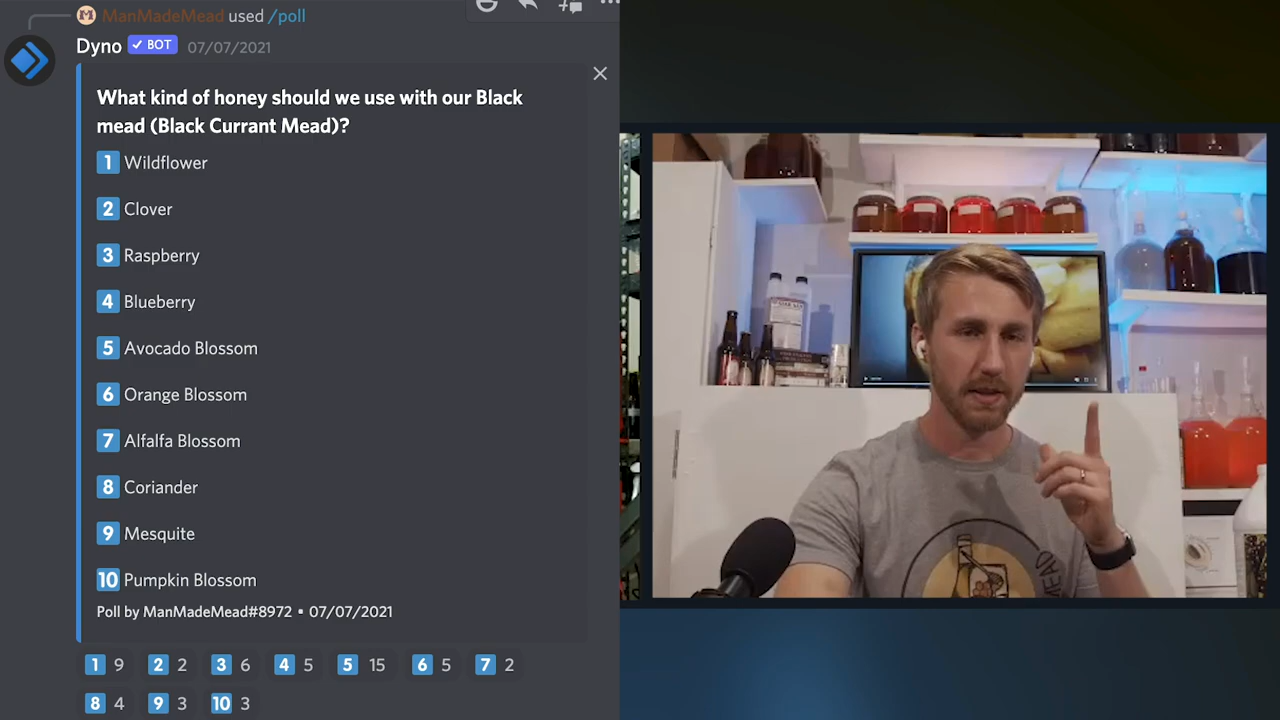 ManMadeMead used /poll
Dyno ✓ BOT 07/07/2021
What kind of honey should we use with our Black
mead (Black Currant Mead)?
1 Wildflower
2 Clover
3 Raspberry
4 Blueberry
5 Avocado Blossom
6 Orange Blossom
7 Alfalfa Blossom
8 Coriander
9 Mesquite
10 Pumpkin Blossom
Poll by ManMadeMead#8972 • 07/07/2021
1 9 2 2 3 6 4 5 5 15 6 5 7 2
8 4 9 3 10 3
MEAD